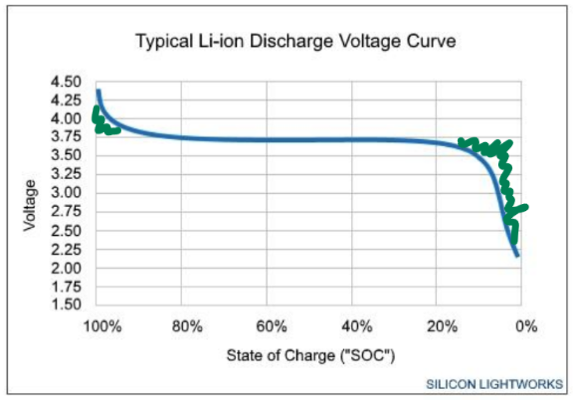 Typical Li-ion Discharge Voltage Curve
4.50
4.25
4.00
3.75
3.50
3.25
3.00
2.75
2.50
2.25
2.00
1.75
1.50
Voltage
100% 80% 60% 40% 20% 0%
State of Charge ("SOC")
SILICON LIGHTWORKS